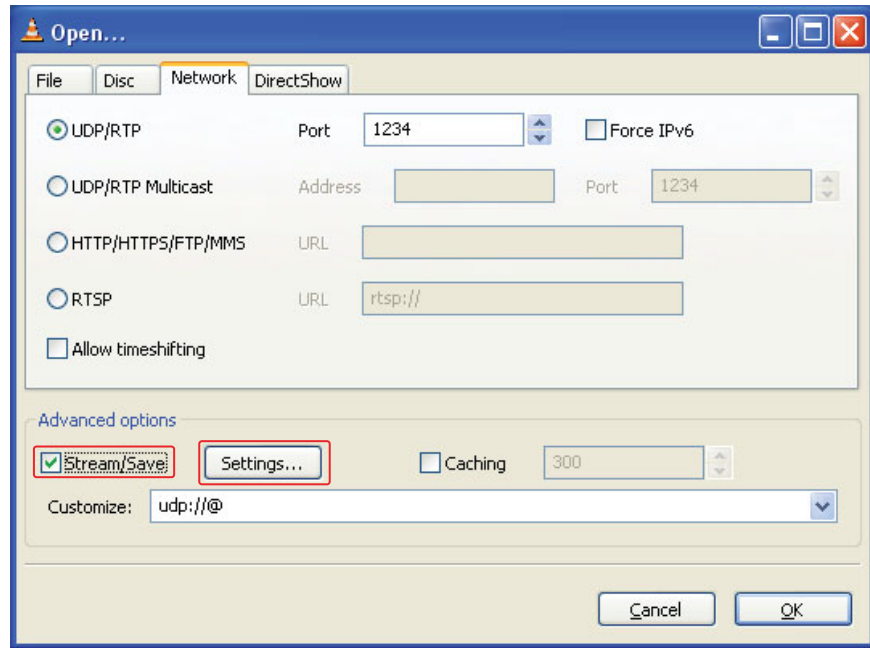 Open...
File Disc Network DirectShow
UDP/RTP Port 1234 Force IPv6
UDP/RTP Multicast Address Port 1234
HTTP/HTTPS/FTP/MMS URL
RTSP URL rtsp://
Allow timeshifting
Advanced options
Stream/Save Settings... Caching 300
Customize: udp://@
Cancel OK